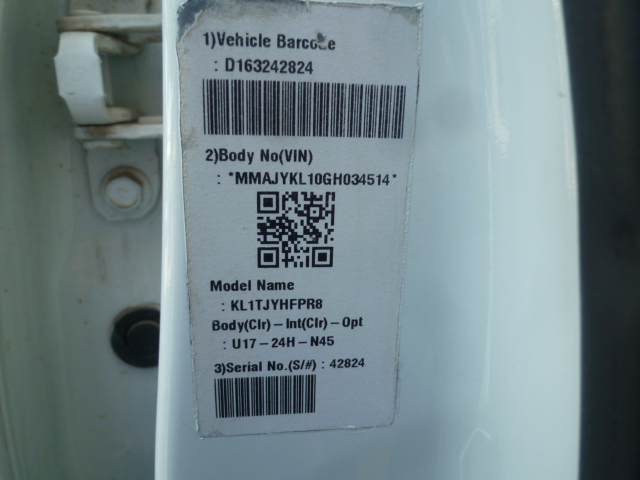 1)Vehicle Barcode
: D163242824
2)Body No(VIN)
: *MMAJYKL10GH034514*
Model Name
: KL1TJYHFPR8
Body(Clr)-Int(Clr)-Opt
: U17-24H-N45
3)Serial No.(S/#) : 42824